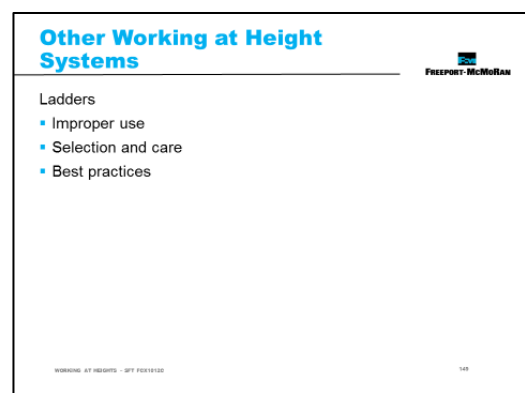 Other Working at Height
Systems
FCX
FREEPORT-MCMORAN
Ladders
▪ Improper use
▪ Selection and care
▪ Best practices
WORKING AT HEIGHTS - SFT FCX1012C
149